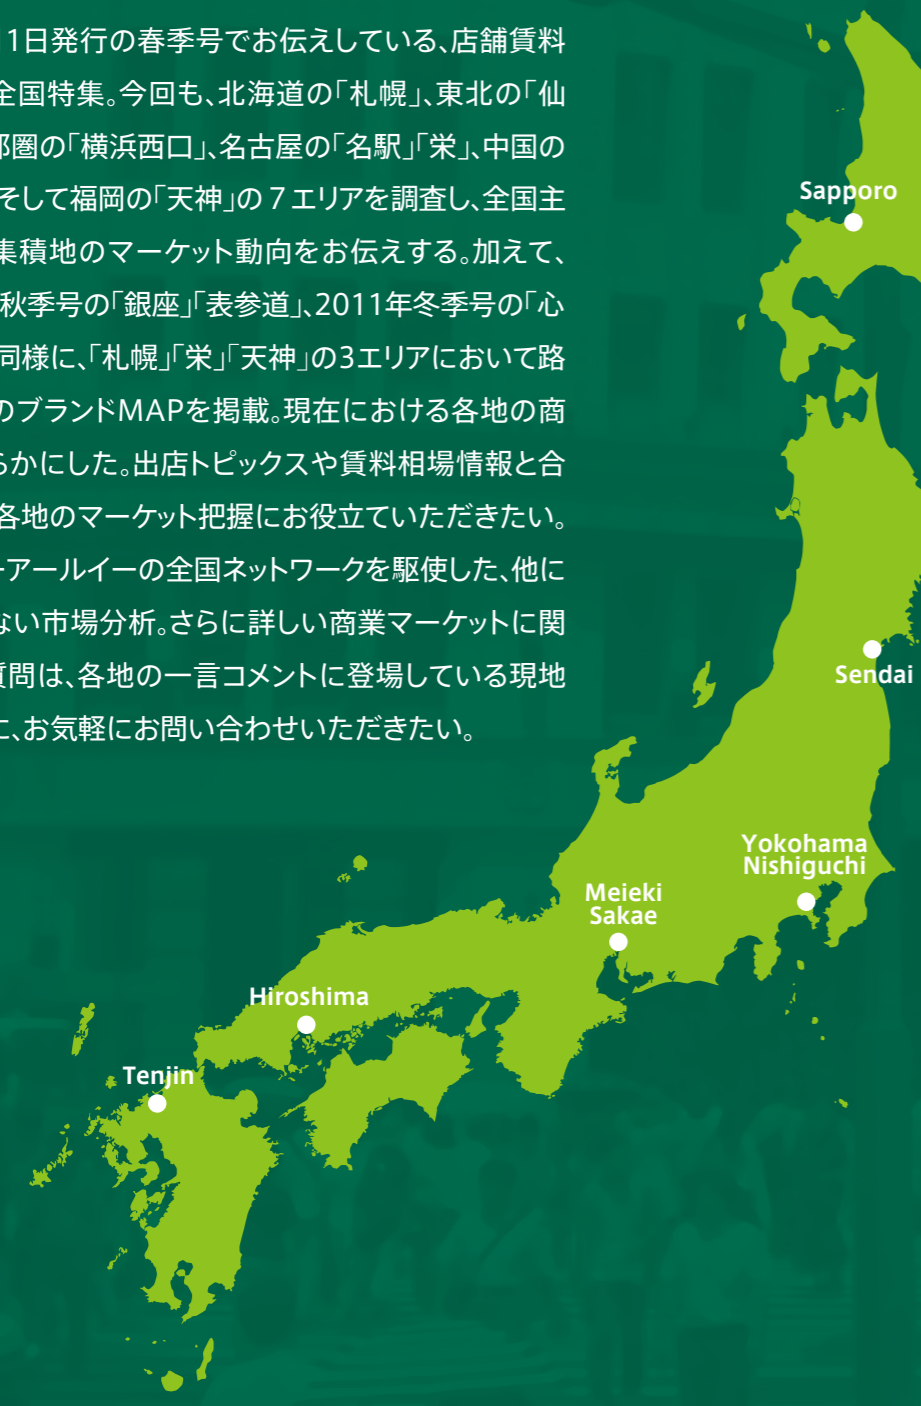 1日発行の春季号でお伝えしている、店舗賃料
全国特集。今回も、北海道の「札幌」、東北の「仙
都圏の「横浜西口」、名古屋の「名駅」「栄」、中国の
そして福岡の「天神」の７エリアを調査し、全国主
集積地のマーケット動向をお伝えする。加えて、
秋季号の「銀座」「表参道」、2011年冬季号の「心
同様に、「札幌」「栄」「天神」の3エリアにおいて路
のブランドMAPを掲載。現在における各地の商
らかにした。出店トピックスや賃料相場情報と合
各地のマーケット把握にお役立ていただきたい。
ーアールイーの全国ネットワークを駆使した、他に
ない市場分析。さらに詳しい商業マーケットに関
質問は、各地の一言コメントに登場している現地
に、お気軽にお問い合わせいただきたい。
Sapporo
Sendai
Yokohama
Nishiguchi
Meieki
Sakae
Hiroshima
Tenjin